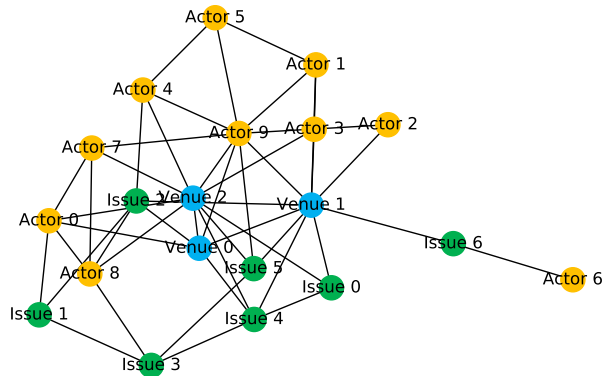 Actor 5
Actor 1
Actor 4
Actor 9
Actor 3
Actor 2
Actor 7
Issue 2
Venue 2
Venue 1
Actor 0
Venue 0
Issue 6
Actor 8
Issue 5
Actor 6
Issue 0
Issue 1
Issue 4
Issue 3